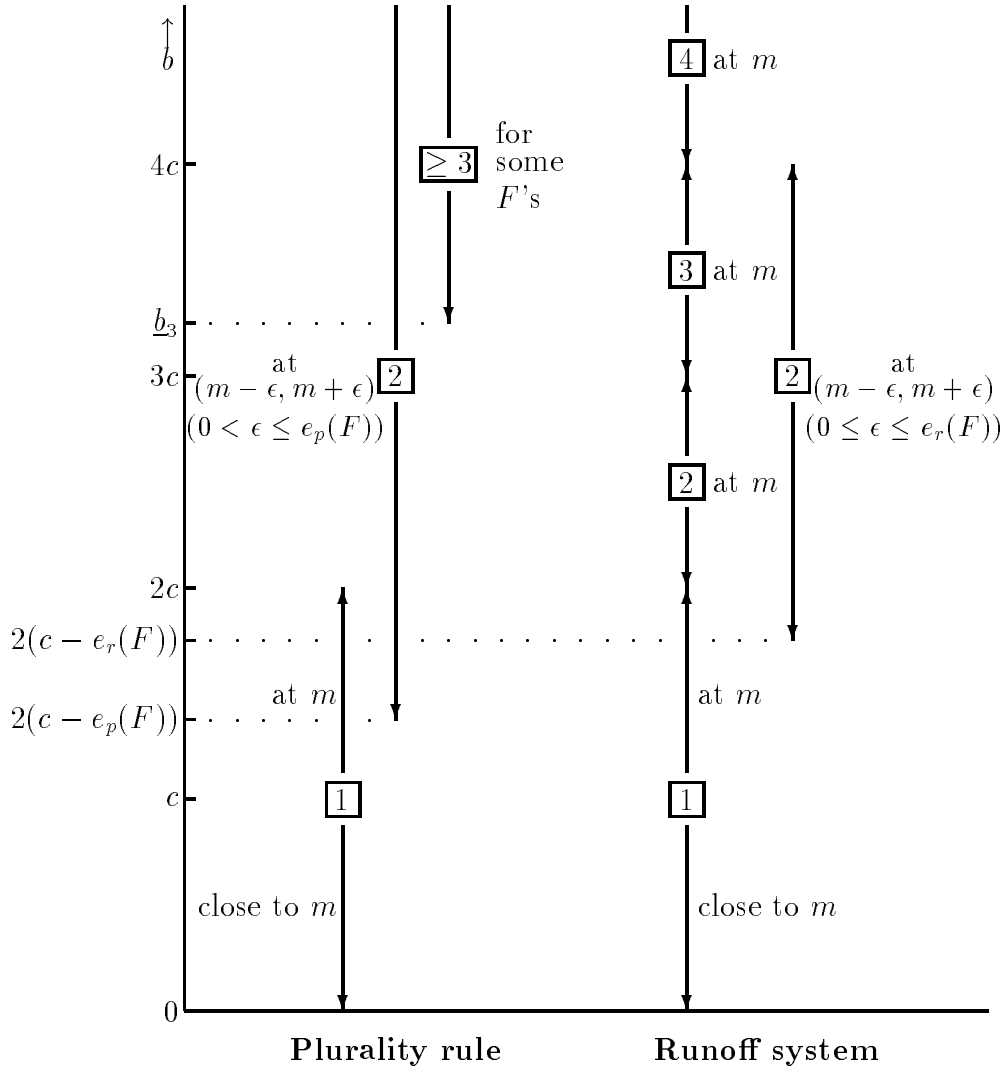 ↑
b
4c
b̲₃
3c
2c
2(c − eᵣ(F))
2(c − eₚ(F))
c
0
≥ 3
for
some
F's
2
at
(m − ϵ, m + ϵ)
(0 < ϵ ≤ eₚ(F))
at m
1
close to m
4 at m
3 at m
2 at m
at m
1
close to m
2
at
(m − ϵ, m + ϵ)
(0 ≤ ϵ ≤ eᵣ(F))
Plurality rule
Runoff system